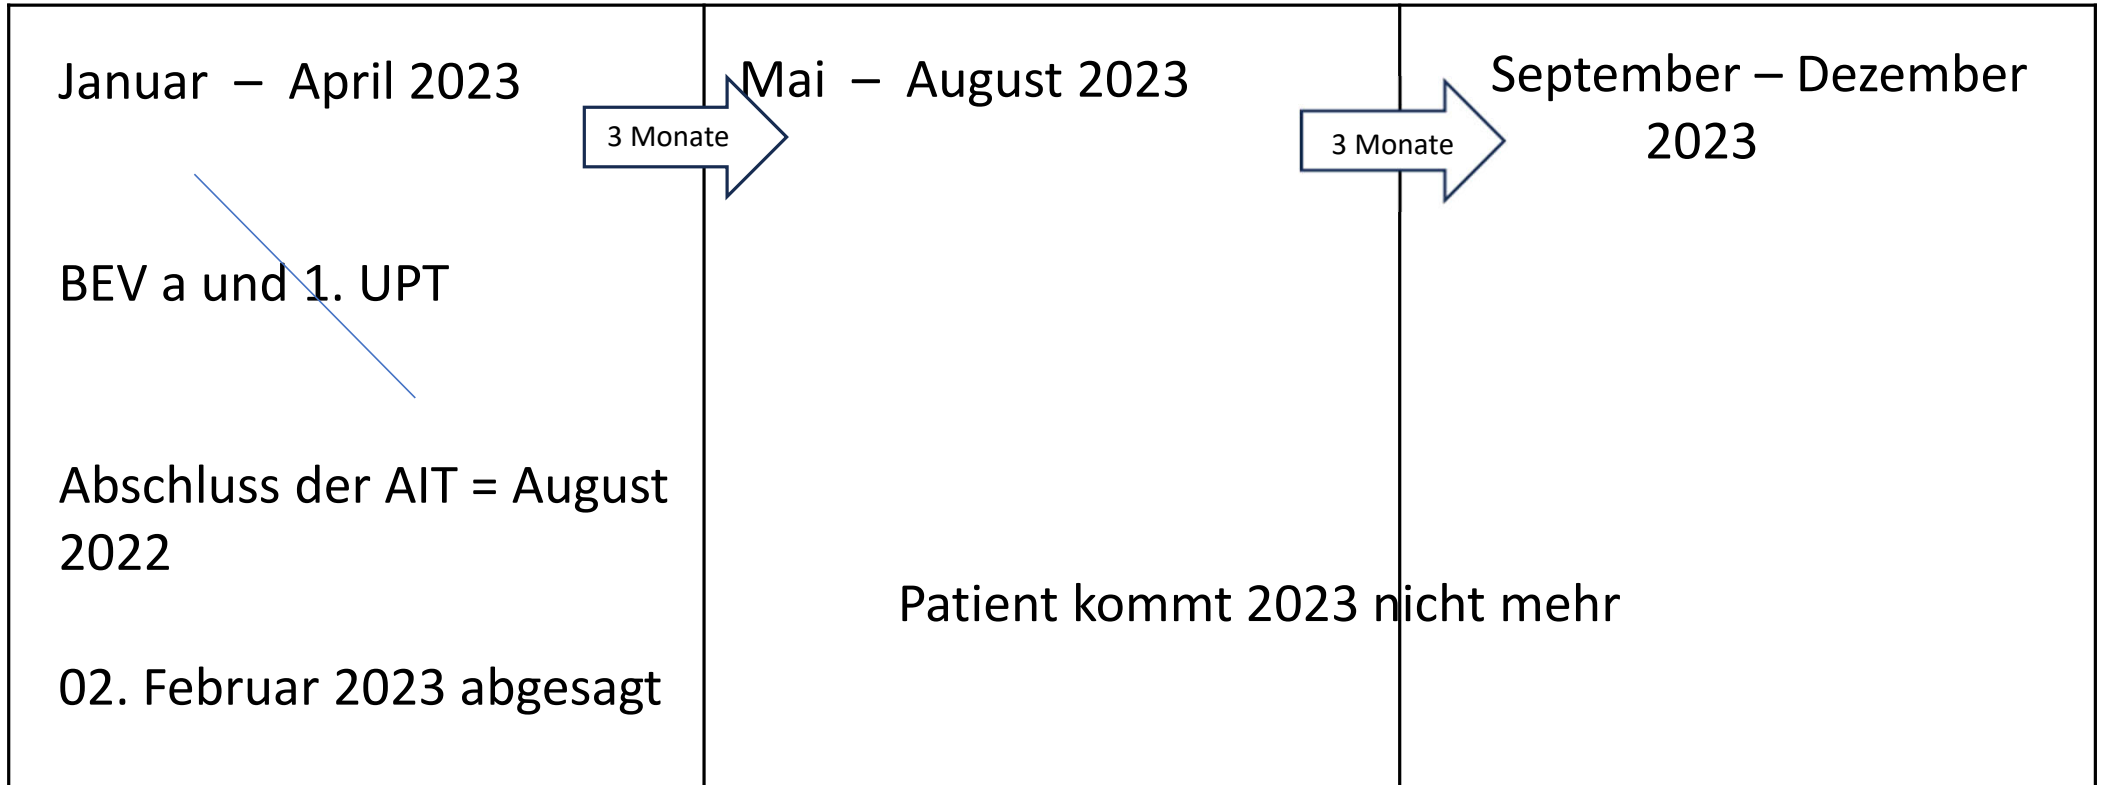 Januar – April 2023
3 Monate
BEV a und 1. UPT
Abschluss der AIT = August
2022
02. Februar 2023 abgesagt
Mai – August 2023
3 Monate
Patient kommt 2023 nicht mehr
September – Dezember
2023